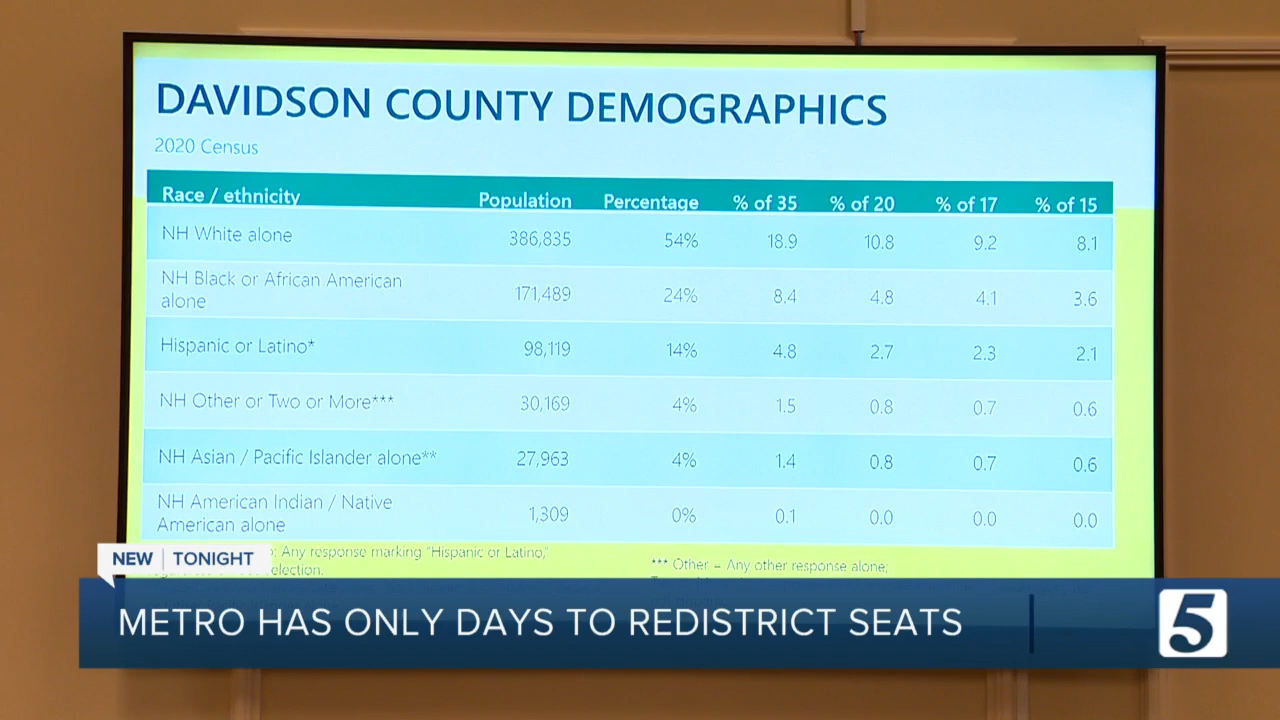 DAVIDSON COUNTY DEMOGRAPHICS
2020 Census
Race / ethnicity Population Percentage % of 35 % of 20 % of 17 % of 15
NH White alone 386,835 54% 18.9 10.8 9.2 8.1
NH Black or African American
alone 171,489 24% 8.4 4.8 4.1 3.6
Hispanic or Latino* 98,119 14% 4.8 2.7 2.3 2.1
NH Other or Two or More*** 30,169 4% 1.5 0.8 0.7 0.6
NH Asian / Pacific Islander alone** 27,963 4% 1.4 0.8 0.7 0.6
NH American Indian / Native
American alone 1,309 0% 0.1 0.0 0.0 0.0
: Any response marking "Hispanic or Latino,"
*** Other = Any other response alone;
NEW TONIGHT
METRO HAS ONLY DAYS TO REDISTRICT SEATS
5